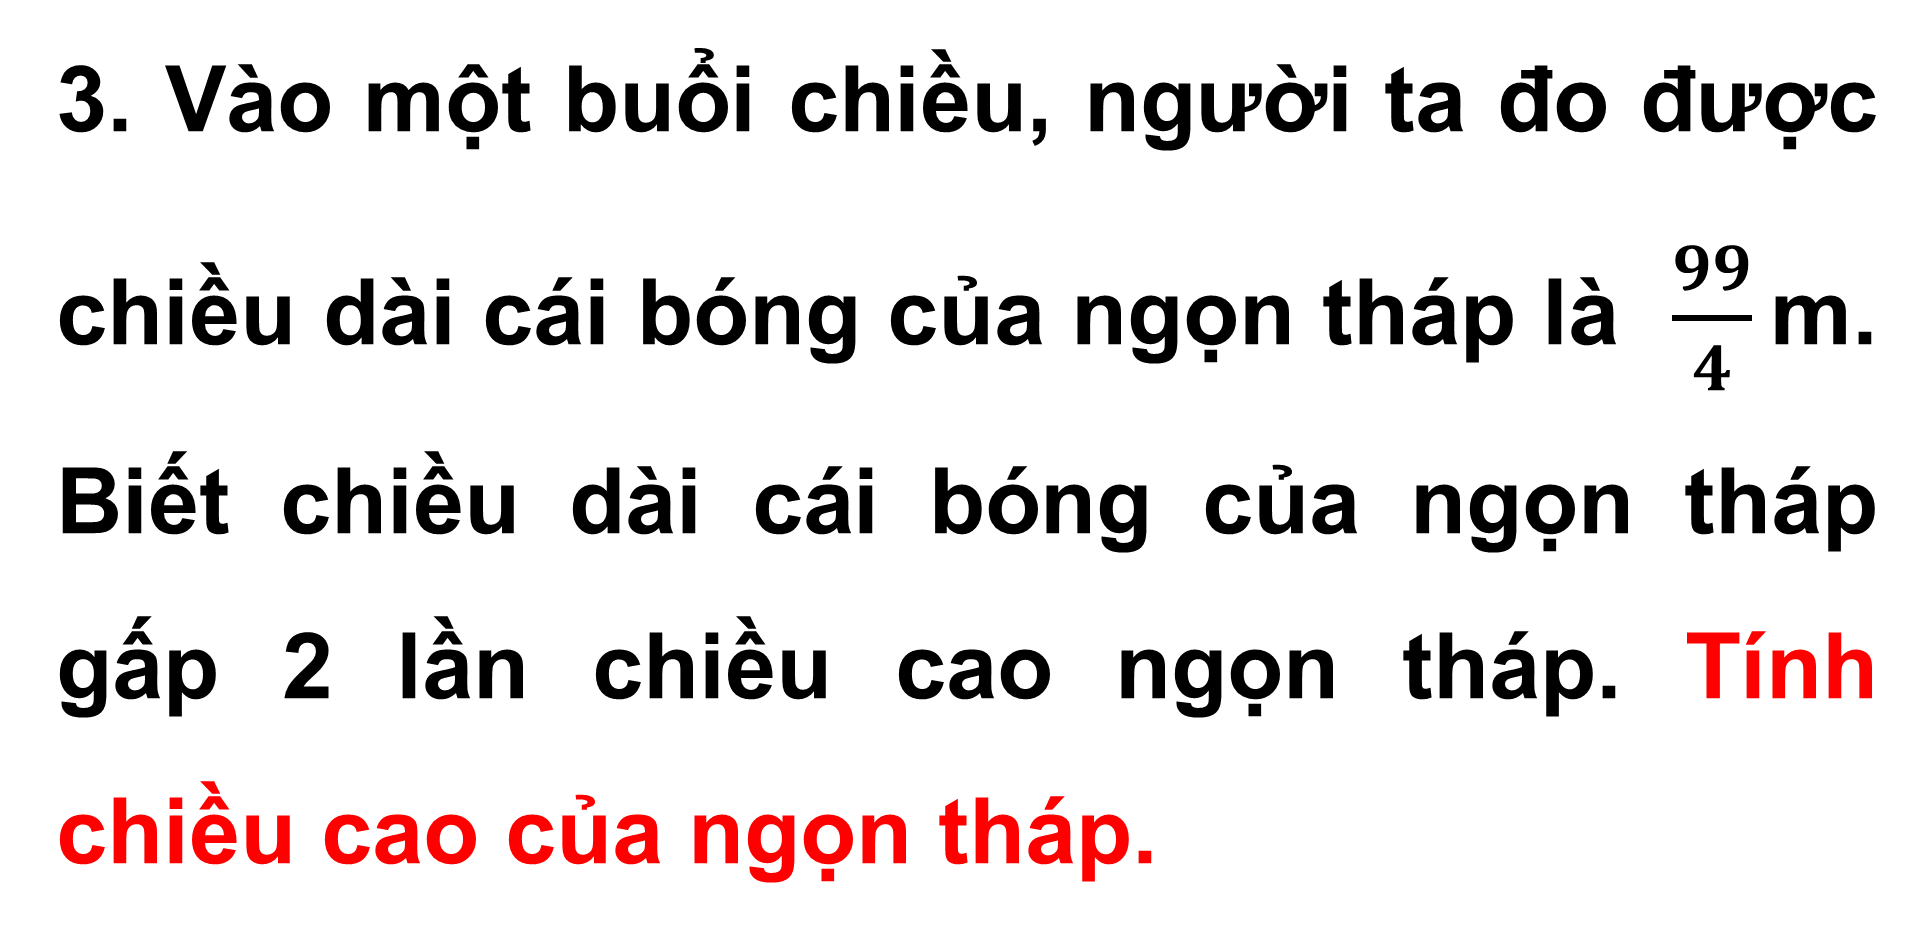 3. Vào một buổi chiều, người ta đo được
chiều dài cái bóng của ngọn tháp là 99/4 m.
Biết chiều dài cái bóng của ngọn tháp
gấp 2 lần chiều cao ngọn tháp. Tính
chiều cao của ngọn tháp.